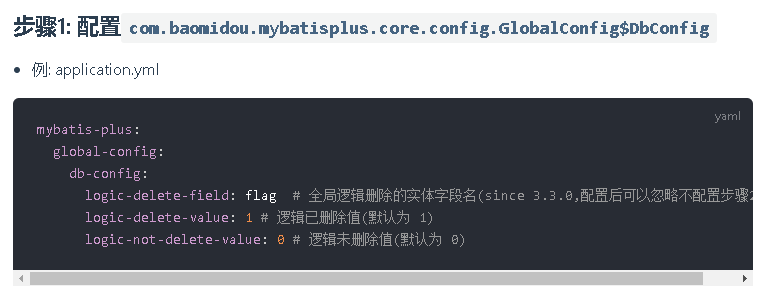 步骤1: 配置 com.baomidou.mybatisplus.core.config.GlobalConfig$DbConfig
例: application.yml
yaml
mybatis-plus:
global-config:
db-config:
logic-delete-field: flag # 全局逻辑删除的实体字段名(since 3.3.0,配置后可以忽略不配置步骤
logic-delete-value: 1 # 逻辑已删除值(默认为 1)
logic-not-delete-value: 0 # 逻辑未删除值(默认为 0)